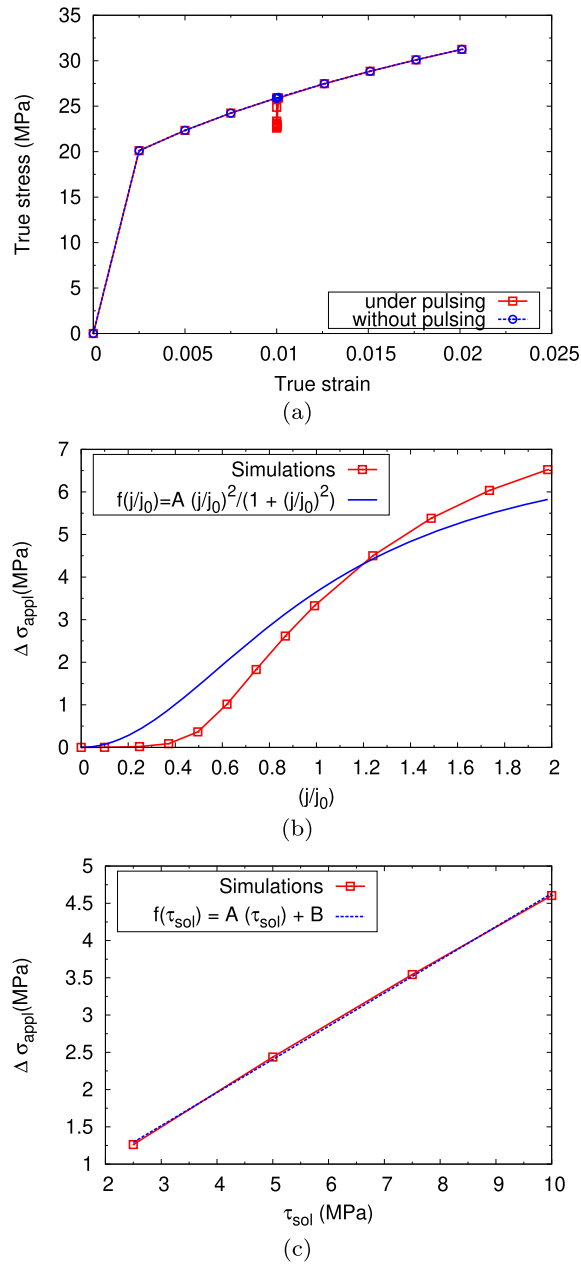 35
30
25
20
15
10
5
0
True stress (MPa)
under pulsing
without pulsing
0 0.005 0.01 0.015 0.02 0.025
True strain
(a)
7
6
5
4
3
2
1
0
Δ σappl(MPa)
Simulations
f(j/j0)=A (j/j0)2/(1 + (j/j0)2)
0 0.2 0.4 0.6 0.8 1 1.2 1.4 1.6 1.8 2
(j/j0)
(b)
5
4.5
4
3.5
3
2.5
2
1.5
1
Δ σappl(MPa)
Simulations
f(τsol) = A (τsol) + B
2 3 4 5 6 7 8 9 10
τsol (MPa)
(c)